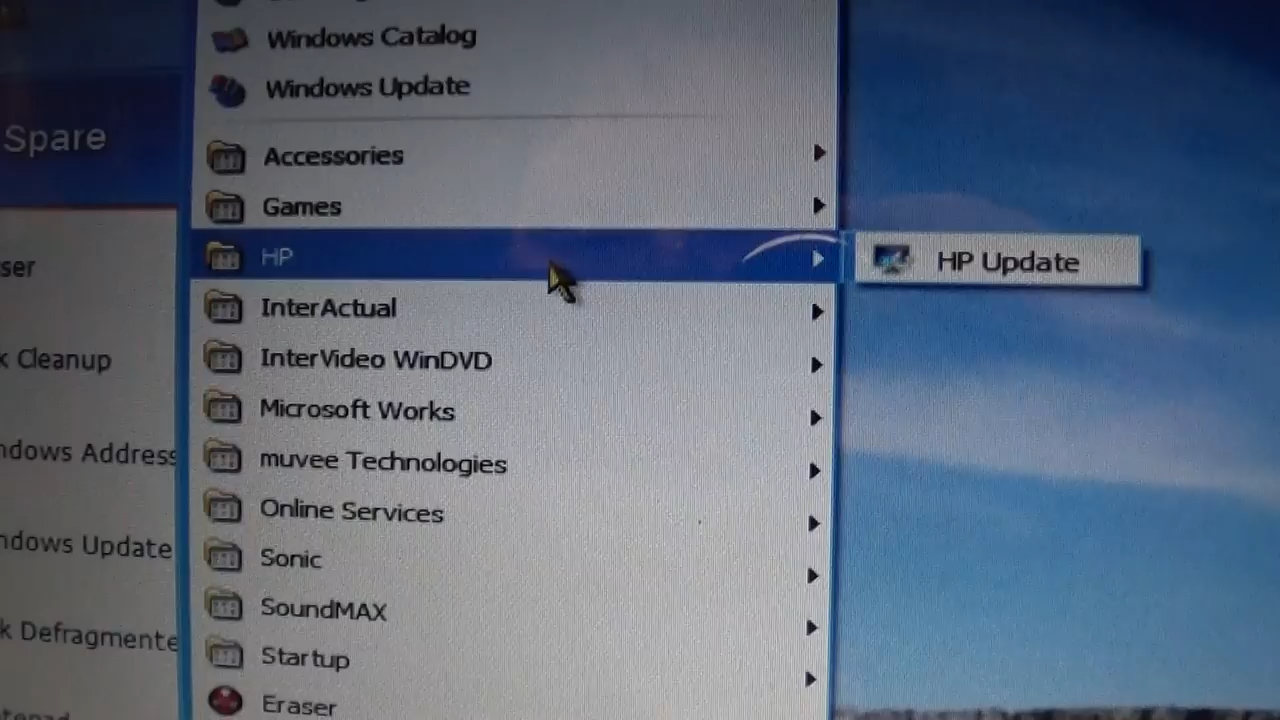 Windows Catalog
Windows Update
Spare
Accessories
Games
HP
HP Update
ser
InterActual
k Cleanup
InterVideo WinDVD
Microsoft Works
ndows Address
muvee Technologies
Online Services
ndows Update
Sonic
SoundMAX
k Defragmente
Startup
Eraser